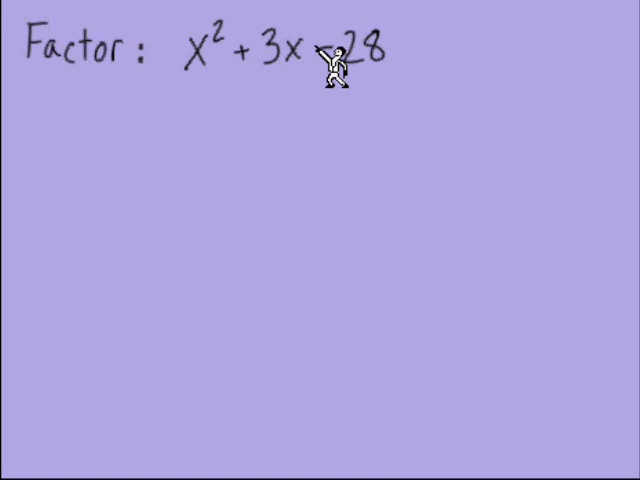 Factor: x² + 3x - 28